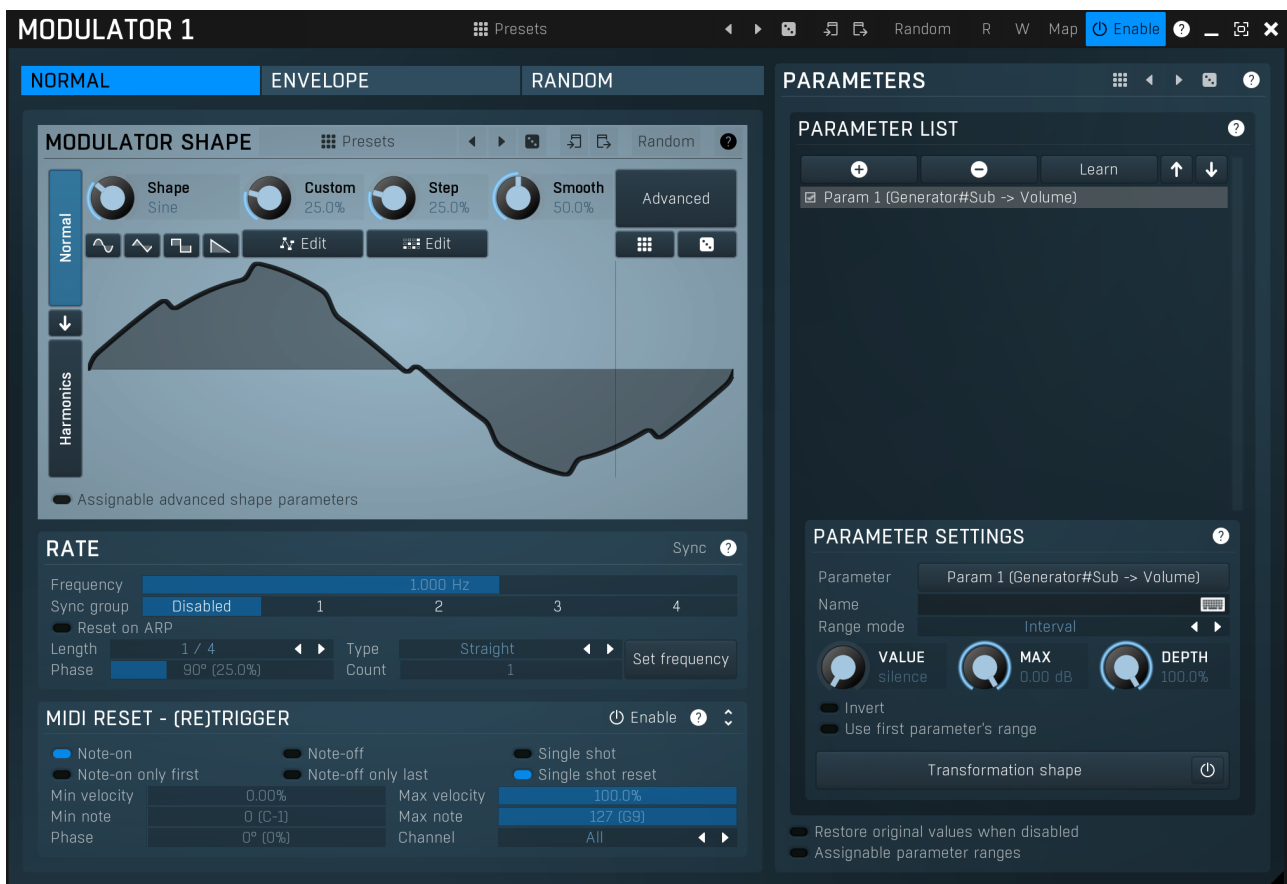 MODULATOR 1
Presets
Random R W Map Enable ?
NORMAL ENVELOPE RANDOM
MODULATOR SHAPE Presets Random ?
Normal
Harmonics
Shape
Sine
Custom
25.0%
Step
25.0%
Smooth
50.0%
Advanced
Edit Edit
Assignable advanced shape parameters
RATE Sync ?
Frequency 1.000 Hz
Sync group Disabled 1 2 3 4
Reset on ARP
Length 1 / 4 Type Straight
Phase 90° (25.0%) Count 1
Set frequency
MIDI RESET - (RE)TRIGGER Enable ?
Note-on Note-off Single shot
Note-on only first Note-off only last Single shot reset
Min velocity 0.00% Max velocity 100.0%
Min note 0 (C-1) Max note 127 (G9)
Phase 0° (0%) Channel All
PARAMETERS ?
PARAMETER LIST ?
Learn
Param 1 (Generator#Sub -> Volume)
PARAMETER SETTINGS ?
Parameter Param 1 (Generator#Sub -> Volume)
Name
Range mode Interval
VALUE
silence
MAX
0.00 dB
DEPTH
100.0%
Invert
Use first parameter's range
Transformation shape
Restore original values when disabled
Assignable parameter ranges